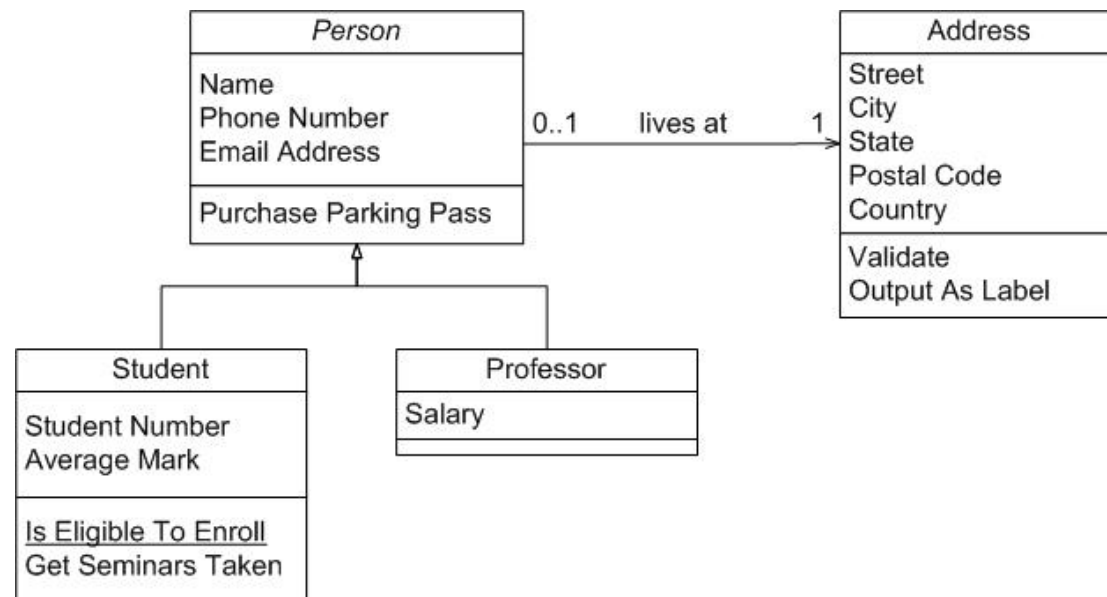 Person
Name
Phone Number
Email Address
Purchase Parking Pass
0..1 lives at 1
Address
Street
City
State
Postal Code
Country
Validate
Output As Label
Student
Student Number
Average Mark
Is Eligible To Enroll
Get Seminars Taken
Professor
Salary